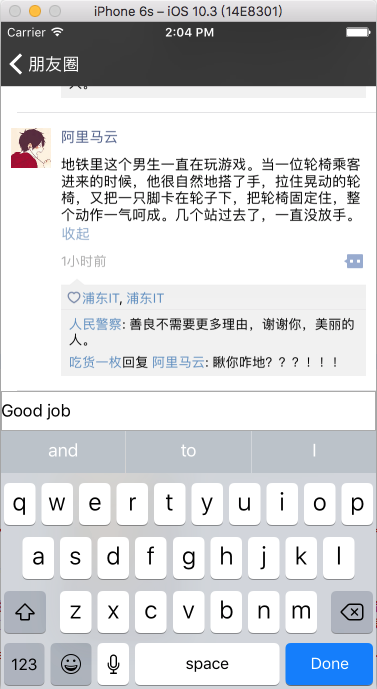 iPhone 6s – iOS 10.3 (14E8301)
Carrier 2:04 PM
朋友圈
人。
阿里马云
地铁里这个男生一直在玩游戏。当一位轮椅乘客
进来的时候，他很自然地搭了手，拉住晃动的轮
椅，又把一只脚卡在轮子下，把轮椅固定住，整
个动作一气呵成。几个站过去了，一直没放手。
收起
1小时前
浦东IT, 浦东IT
人民警察: 善良不需要更多理由，谢谢你，美丽的
人。
吃货一枚回复 阿里马云: 瞅你咋地？？？！！！
Good job
and to I
q w e r t y u i o p
a s d f g h j k l
z x c v b n m
123 space Done